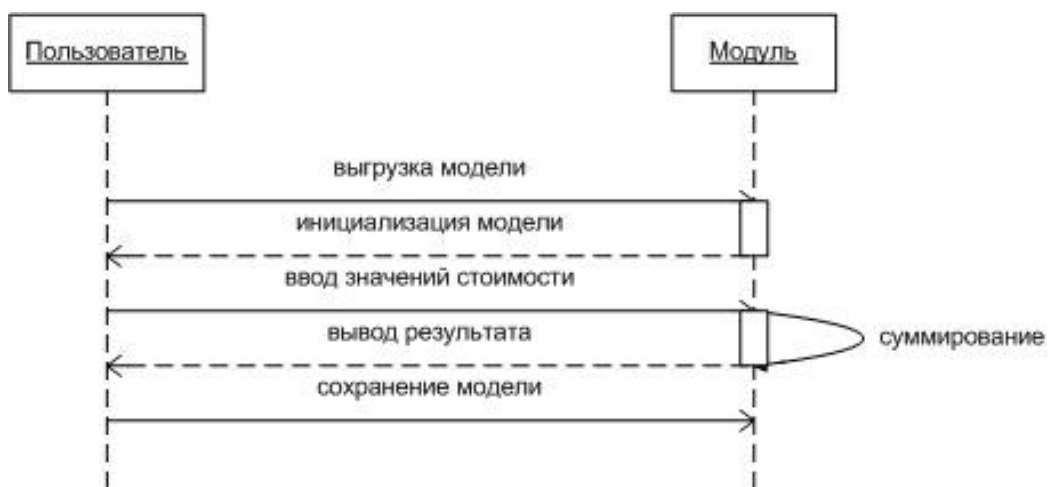 Пользователь
Модуль
выгрузка модели
инициализация модели
ввод значений стоимости
вывод результата
суммирование
сохранение модели